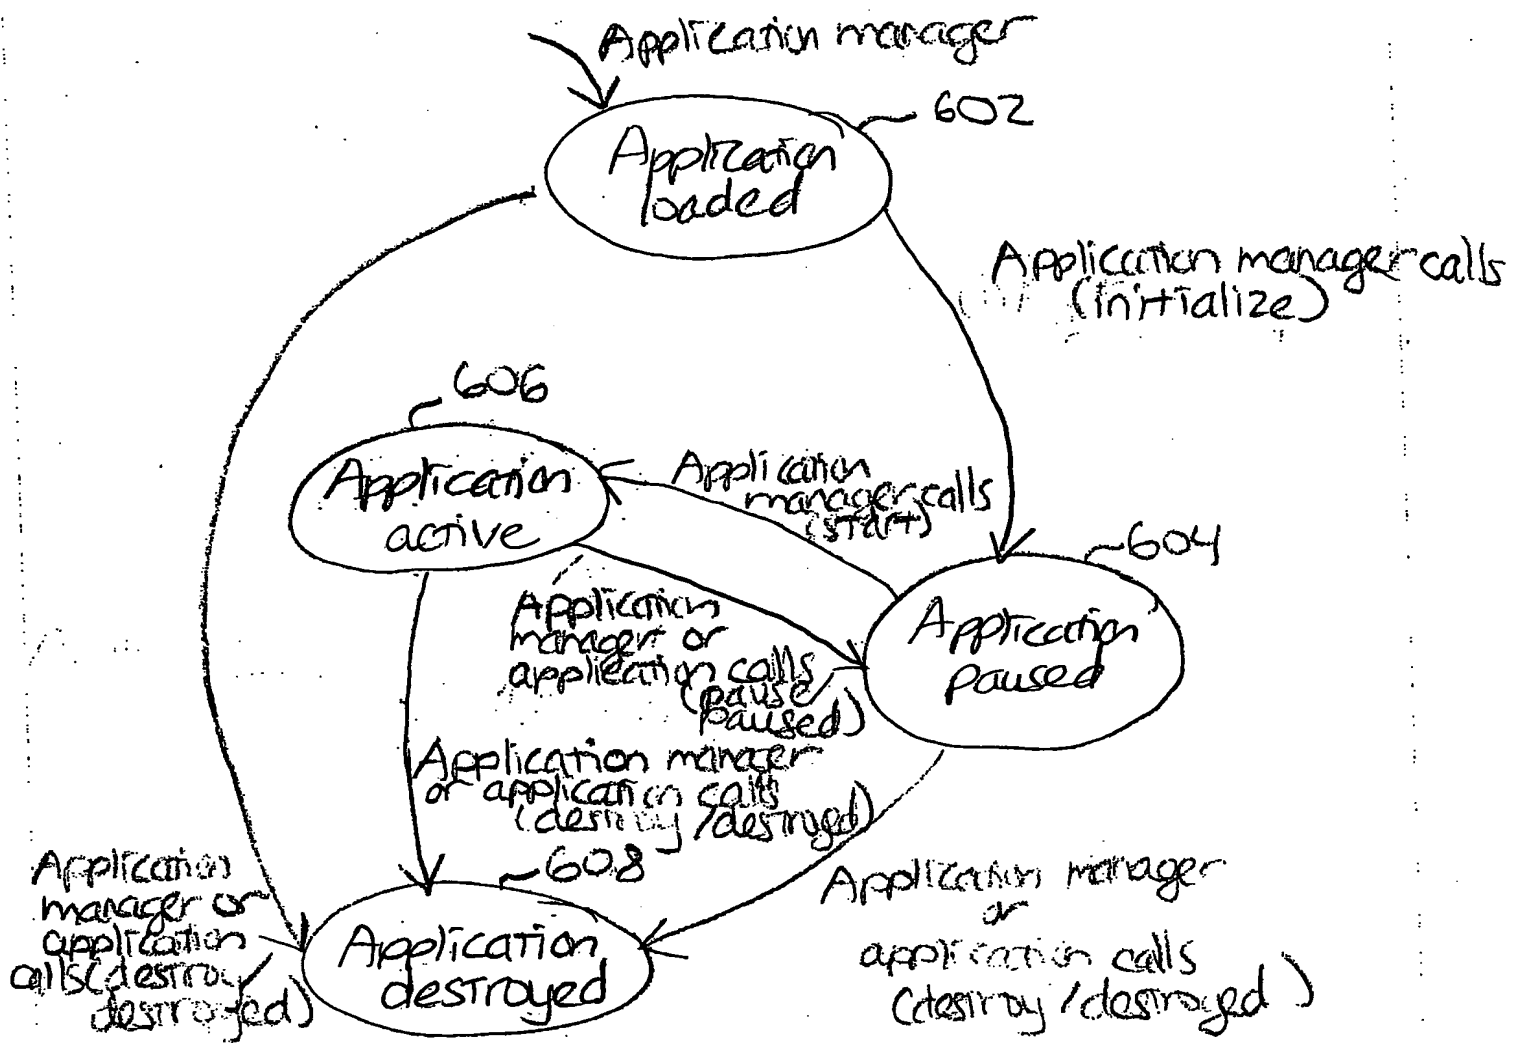 Application manager
602
Application
loaded
Application manager calls
(initialize)
606
Application
active
Application
manager calls
(start)
604
Application
paused
Application
manager or
application calls
(pause/
paused)
Application manager
or application calls
(destroy/destroyed)
608
Application
destroyed
Application
manager or
application
calls(destroy/
destroyed)
Application manager
or
application calls
(destroy/destroyed)